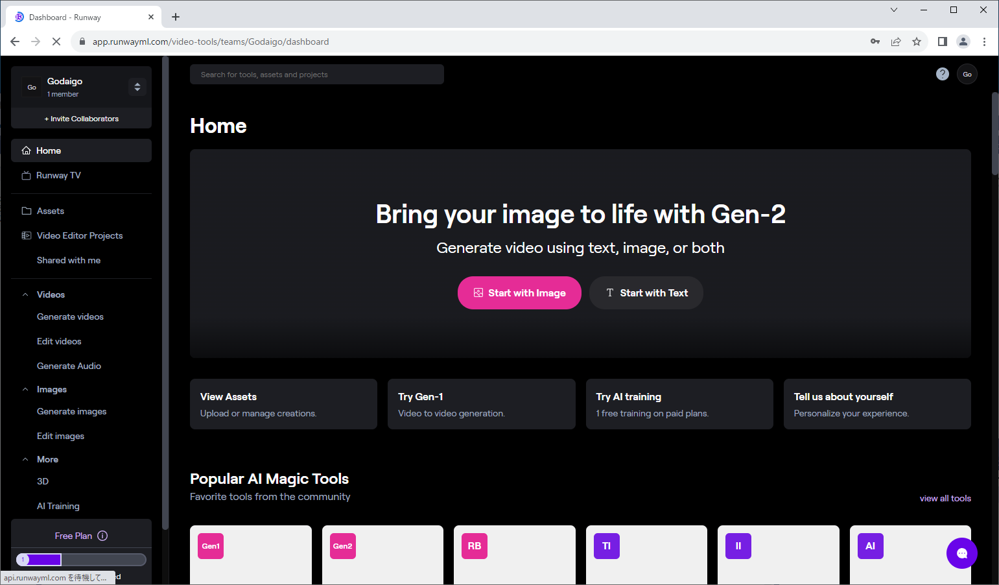 Dashboard - Runway
app.runwayml.com/video-tools/teams/Godaigo/dashboard
Go
Godaigo
1 member
+ Invite Collaborators
Home
Runway TV
Assets
Video Editor Projects
Shared with me
Videos
Generate videos
Edit videos
Generate Audio
Images
Generate images
Edit images
More
3D
AI Training
Free Plan
1
api.runwayml.com を待機して...
Search for tools, assets and projects
?
Go
Home
Bring your image to life with Gen-2
Generate video using text, image, or both
Start with Image
T Start with Text
View Assets
Upload or manage creations.
Try Gen-1
Video to video generation.
Try AI training
1 free training on paid plans.
Tell us about yourself
Personalize your experience.
Popular AI Magic Tools
Favorite tools from the community
view all tools
Gen1
Gen2
RB
TI
II
AI